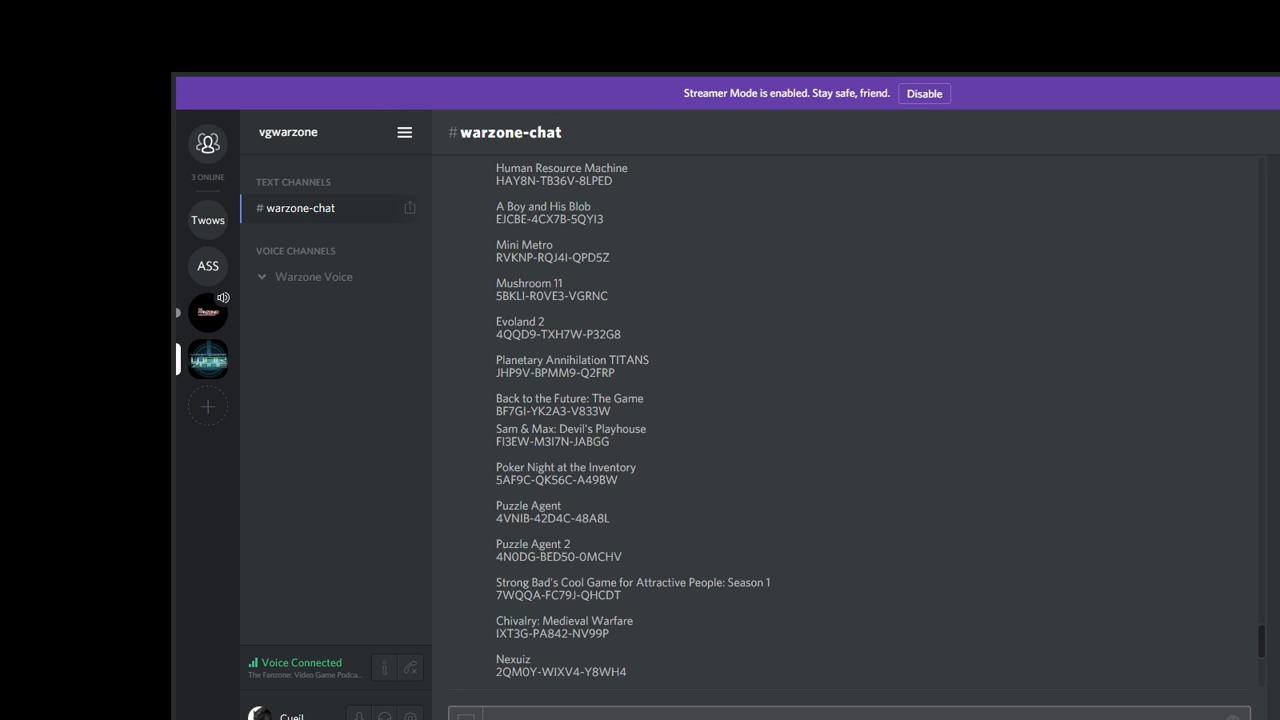 Streamer Mode is enabled. Stay safe, friend. Disable
vgwarzone
# warzone-chat
3 ONLINE
TEXT CHANNELS
# warzone-chat
Twows
VOICE CHANNELS
ASS
Warzone Voice
Human Resource Machine
HAY8N-TB36V-8LPED
A Boy and His Blob
EJCBE-4CX7B-5QYI3
Mini Metro
RVKNP-RQJ4I-QPD5Z
Mushroom 11
5BKLI-R0VE3-VGRNC
Evoland 2
4QQD9-TXH7W-P32G8
Planetary Annihilation TITANS
JHP9V-BPMM9-Q2FRP
Back to the Future: The Game
BF7GI-YK2A3-V833W
Sam & Max: Devil's Playhouse
FI3EW-M3I7N-JABGG
Poker Night at the Inventory
5AF9C-QK56C-A49BW
Puzzle Agent
4VNIB-42D4C-48A8L
Puzzle Agent 2
4N0DG-BED50-0MCHV
Strong Bad's Cool Game for Attractive People: Season 1
7WQQA-FC79J-QHCDT
Chivalry: Medieval Warfare
IXT3G-PA842-NV99P
Nexuiz
2QM0Y-WIXV4-Y8WH4
Voice Connected
The Fanzone: Video Game Podca...
Cueil